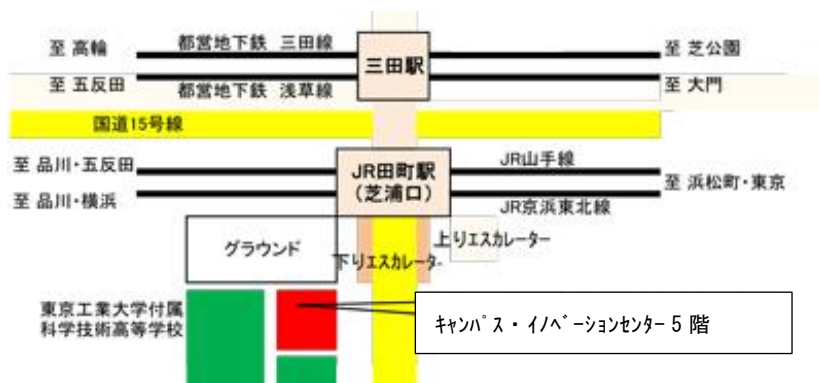 至 高輪
都営地下鉄 三田線
三田駅
至 芝公園
至 五反田
都営地下鉄 浅草線
至 大門
国道15号線
至 品川・五反田
JR田町駅
(芝浦口)
JR山手線
至 浜松町・東京
至 品川・横浜
JR京浜東北線
グラウンド
上りエスカレーター
下りエスカレーター
東京工業大学付属
科学技術高等学校
ｷｬﾝﾊﾟｽ・ｲﾉﾍﾞｰｼｮﾝｾﾝﾀｰ 5 階